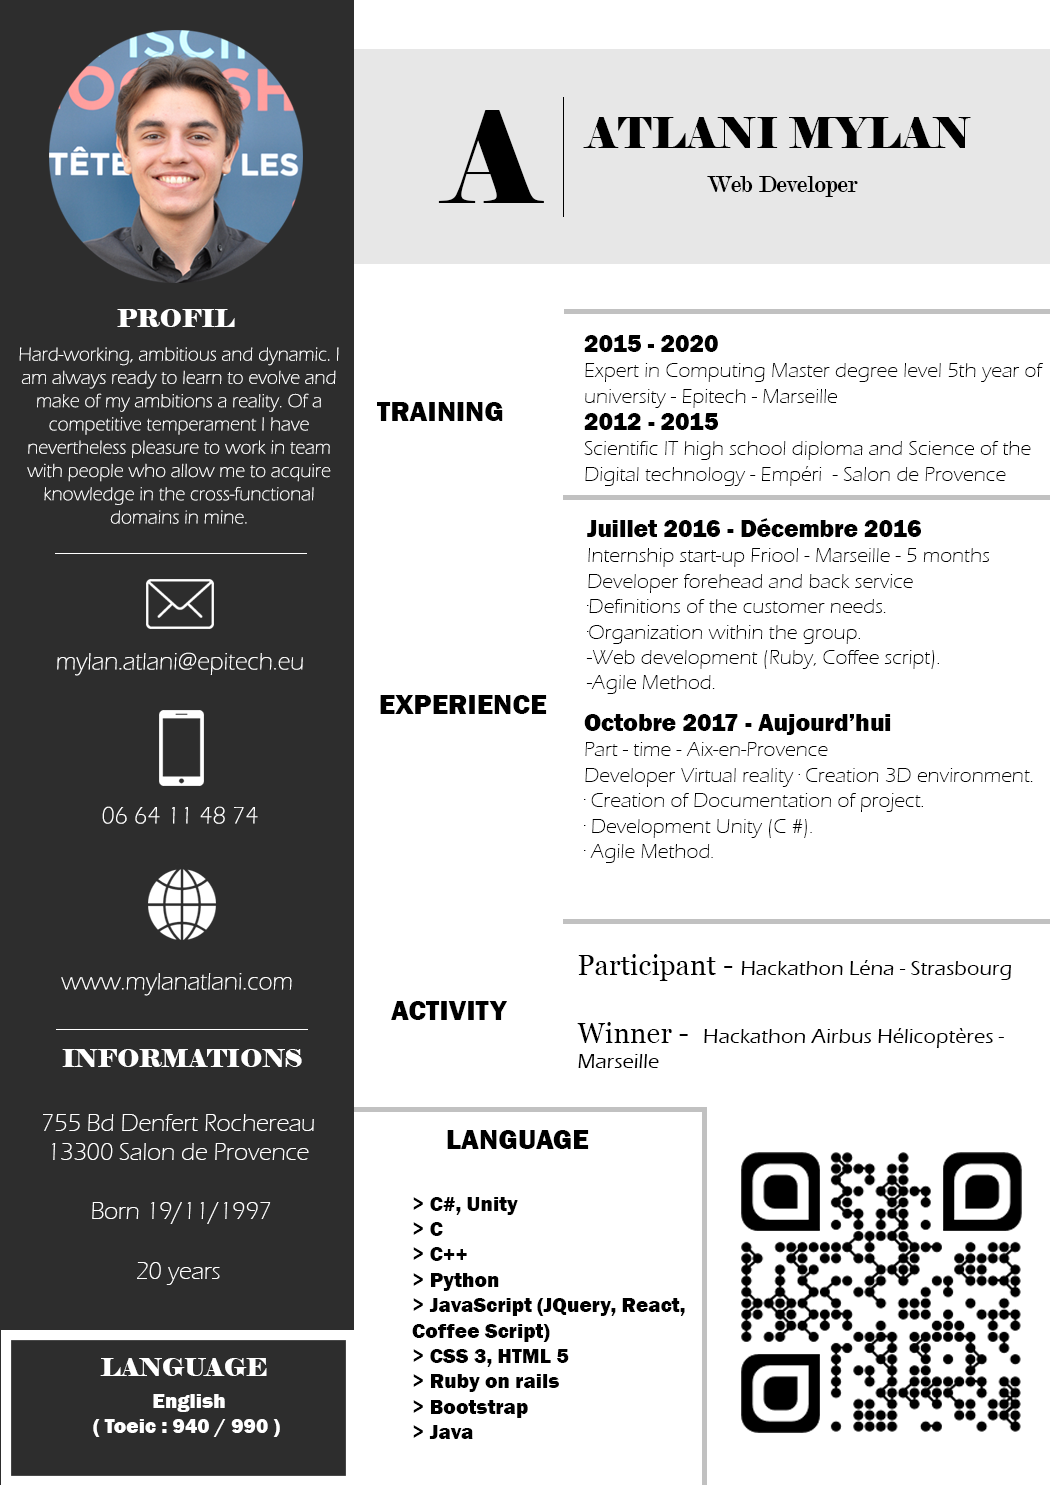 ISCI
OC SH
TÊTE LES
PROFIL
Hard-working, ambitious and dynamic. I
am always ready to learn to evolve and
make of my ambitions a reality. Of a
competitive temperament I have
nevertheless pleasure to work in team
with people who allow me to acquire
knowledge in the cross-functional
domains in mine.
mylan.atlani@epitech.eu
06 64 11 48 74
www.mylanatlani.com
INFORMATIONS
755 Bd Denfert Rochereau
13300 Salon de Provence
Born 19/11/1997
20 years
LANGUAGE
English
( Toeic : 940 / 990 )
A
ATLANI MYLAN
Web Developer
TRAINING
2015 - 2020
Expert in Computing Master degree level 5th year of
university - Epitech - Marseille
2012 - 2015
Scientific IT high school diploma and Science of the
Digital technology - Empéri - Salon de Provence
EXPERIENCE
Juillet 2016 - Décembre 2016
Internship start-up Friool - Marseille - 5 months
Developer forehead and back service
·Definitions of the customer needs.
·Organization within the group.
-Web development (Ruby, Coffee script).
-Agile Method.
Octobre 2017 - Aujourd'hui
Part - time - Aix-en-Provence
Developer Virtual reality · Creation 3D environment.
· Creation of Documentation of project.
· Development Unity (C #).
· Agile Method.
ACTIVITY
Participant - Hackathon Léna - Strasbourg
Winner - Hackathon Airbus Hélicoptères -
Marseille
LANGUAGE
> C#, Unity
> C
> C++
> Python
> JavaScript (JQuery, React,
Coffee Script)
> CSS 3, HTML 5
> Ruby on rails
> Bootstrap
> Java